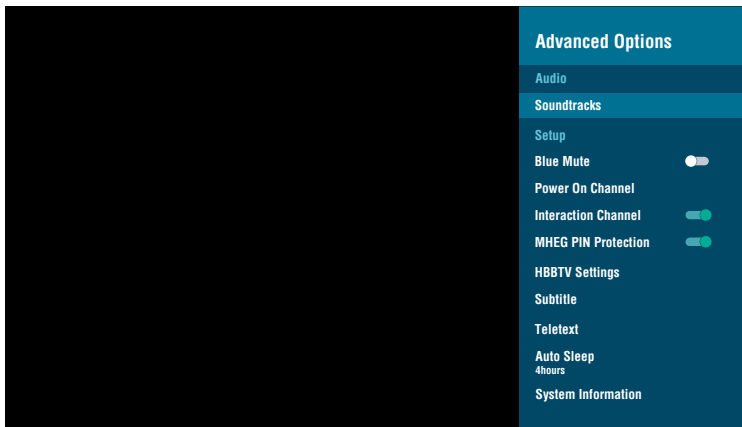 Advanced Options
Audio
Soundtracks
Setup
Blue Mute
Power On Channel
Interaction Channel
MHEG PIN Protection
HBBTV Settings
Subtitle
Teletext
Auto Sleep
4hours
System Information